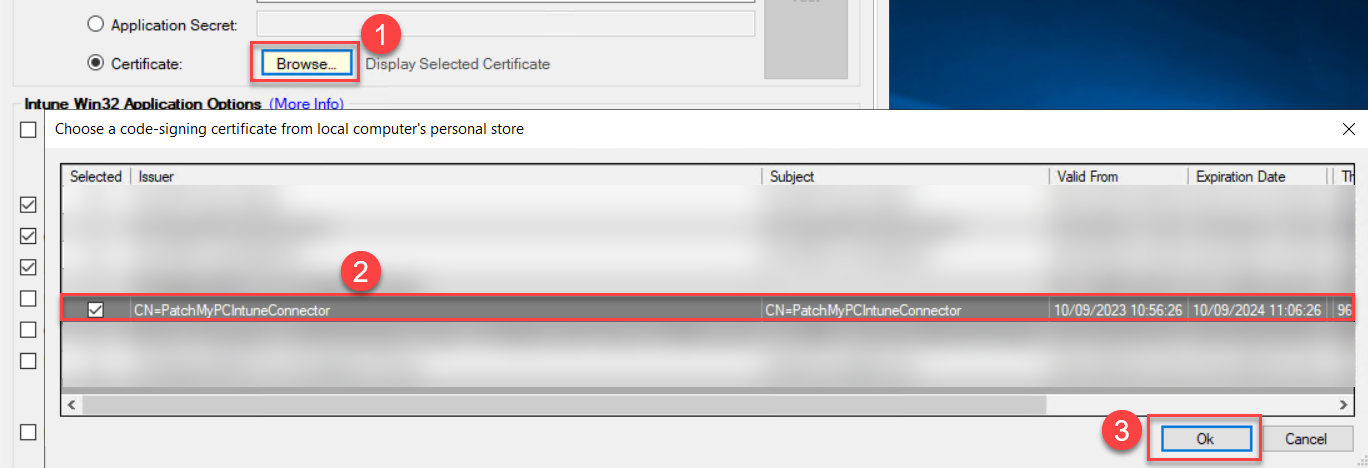 Application Secret:
1
Certificate:
Browse...
Display Selected Certificate
Intune Win32 Application Options (More Info)
Choose a code-signing certificate from local computer's personal store
Selected Issuer Subject Valid From Expiration Date Th
2
CN=PatchMyPCIntuneConnector CN=PatchMyPCIntuneConnector 10/09/2023 10:56:26 10/09/2024 11:06:26 96
3
Ok Cancel